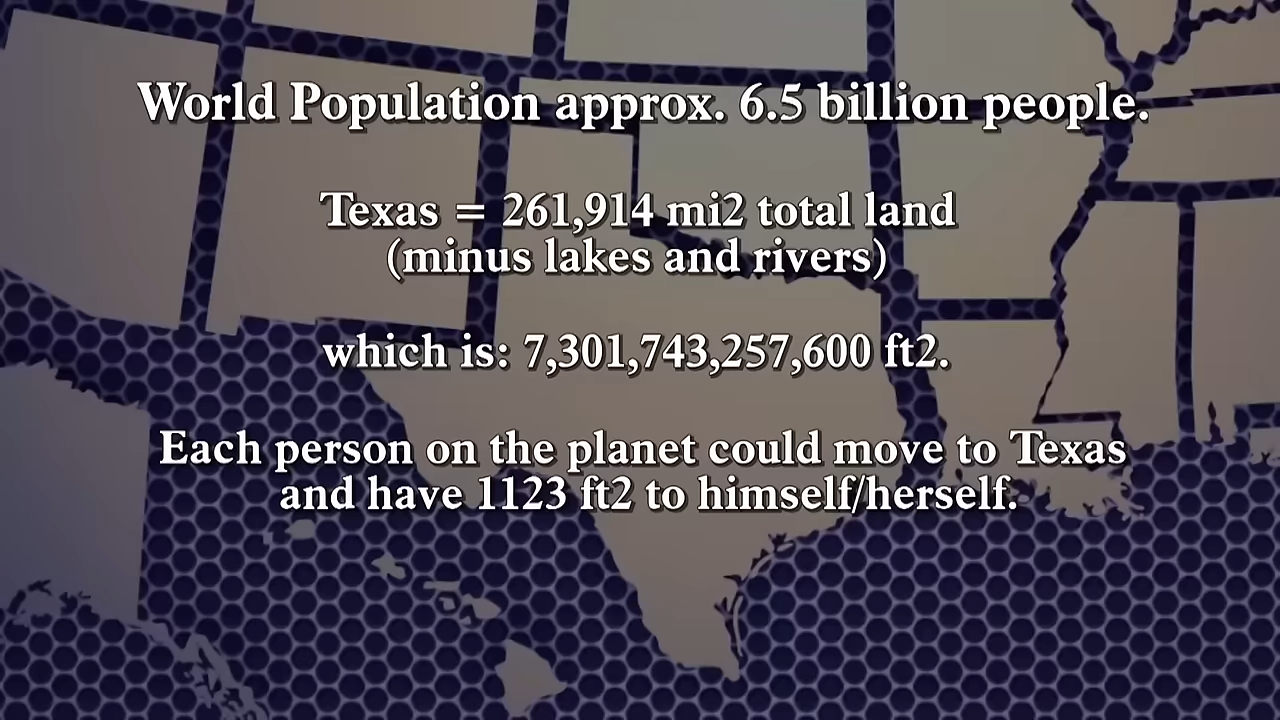 World Population approx. 6.5 billion people.
Texas = 261,914 mi2 total land
(minus lakes and rivers)
which is: 7,301,743,257,600 ft2.
Each person on the planet could move to Texas
and have 1123 ft2 to himself/herself.